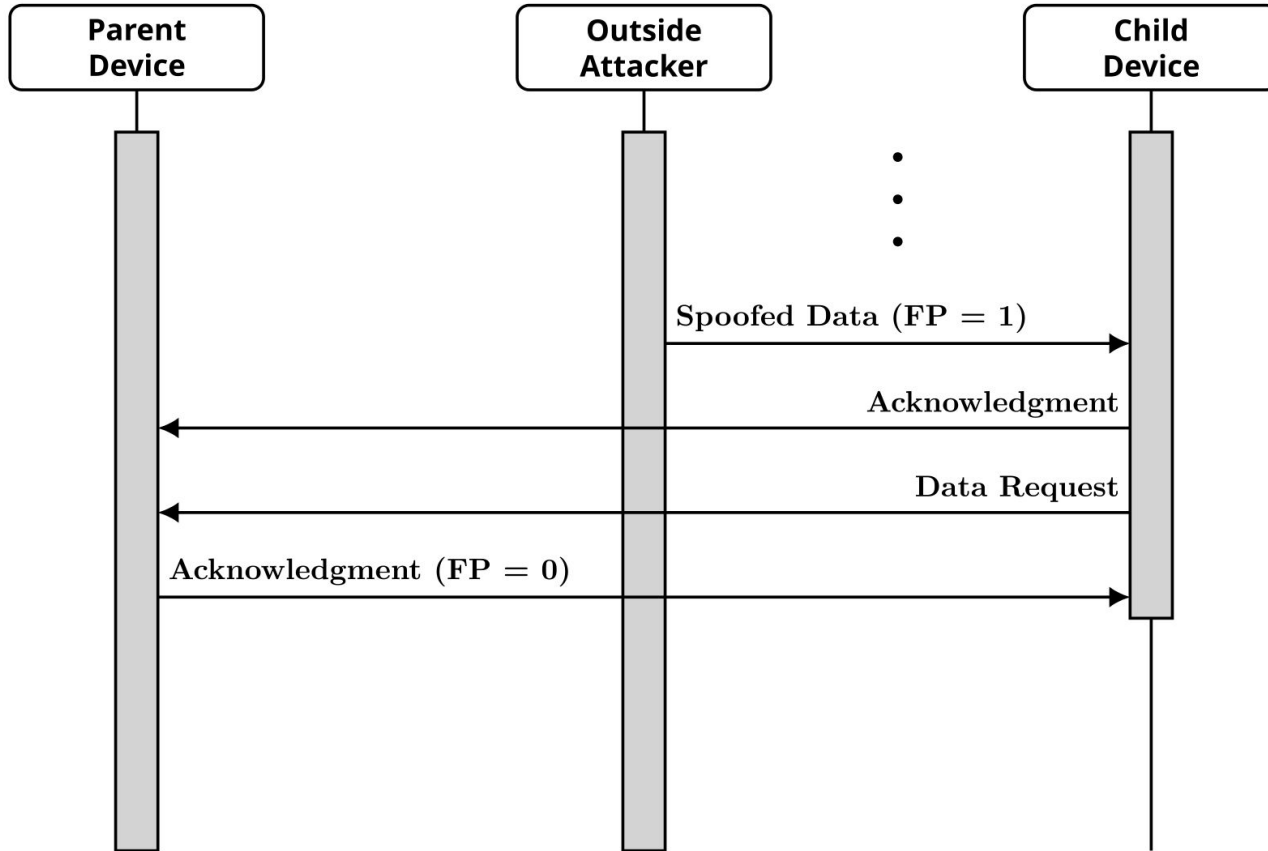 Parent
Device
Outside
Attacker
Child
Device
Spoofed Data (FP = 1)
Acknowledgment
Data Request
Acknowledgment (FP = 0)